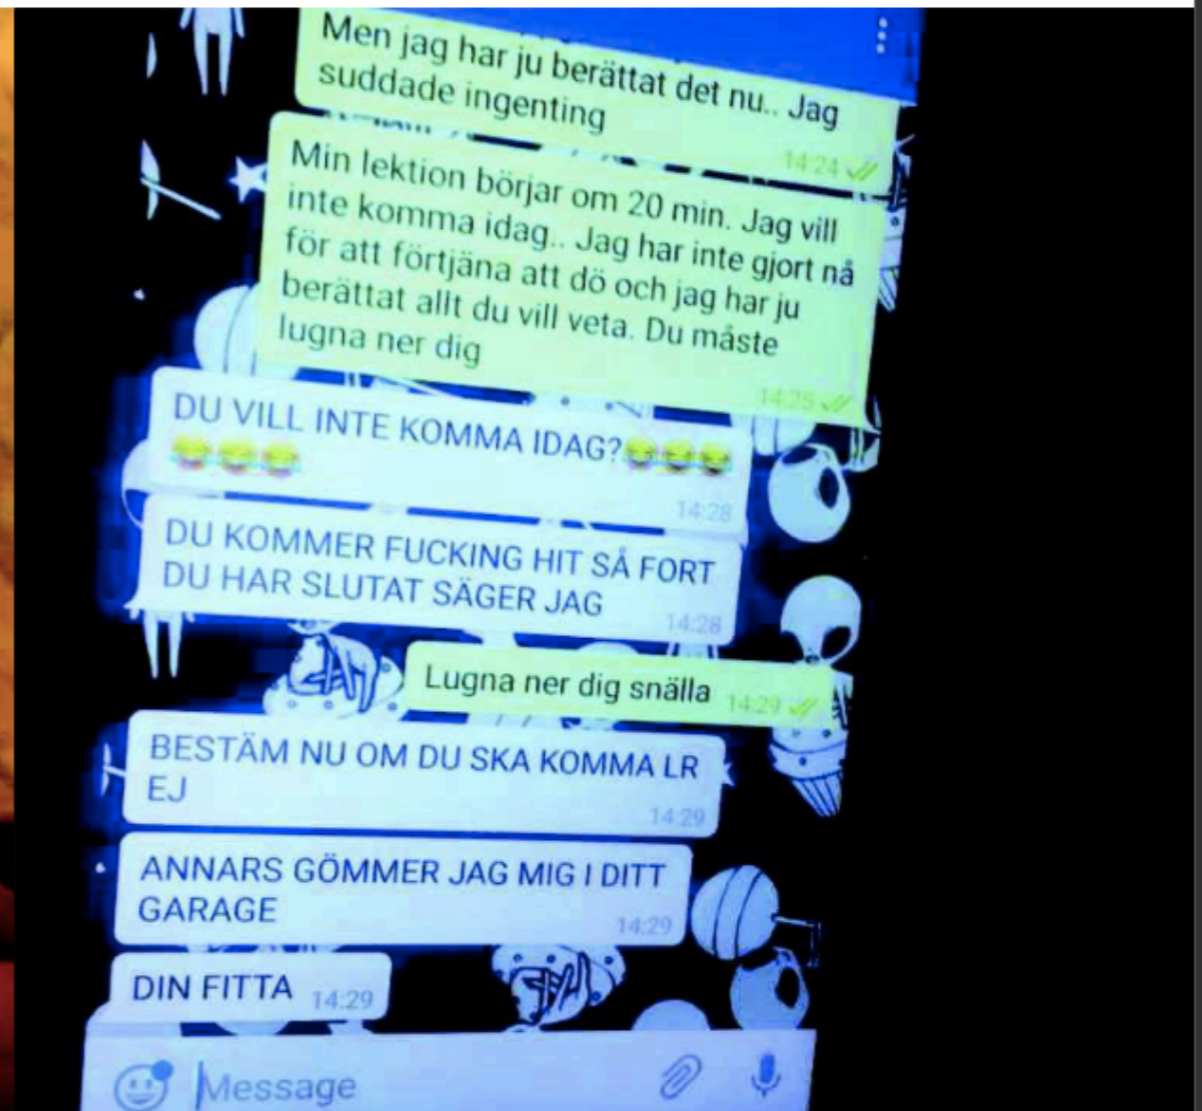 Men jag har ju berättat det nu.. Jag
suddade ingenting
14:24
Min lektion börjar om 20 min. Jag vill
inte komma idag.. Jag har inte gjort nå
för att förtjäna att dö och jag har ju
berättat allt du vill veta. Du måste
lugna ner dig
14:25
DU VILL INTE KOMMA IDAG?😂😂😂
😂😂😂
14:28
DU KOMMER FUCKING HIT SÅ FORT
DU HAR SLUTAT SÄGER JAG
14:28
Lugna ner dig snälla 14:29
BESTÄM NU OM DU SKA KOMMA LR
EJ
14:29
ANNARS GÖMMER JAG MIG I DITT
GARAGE
14:29
DIN FITTA 14:29
Message